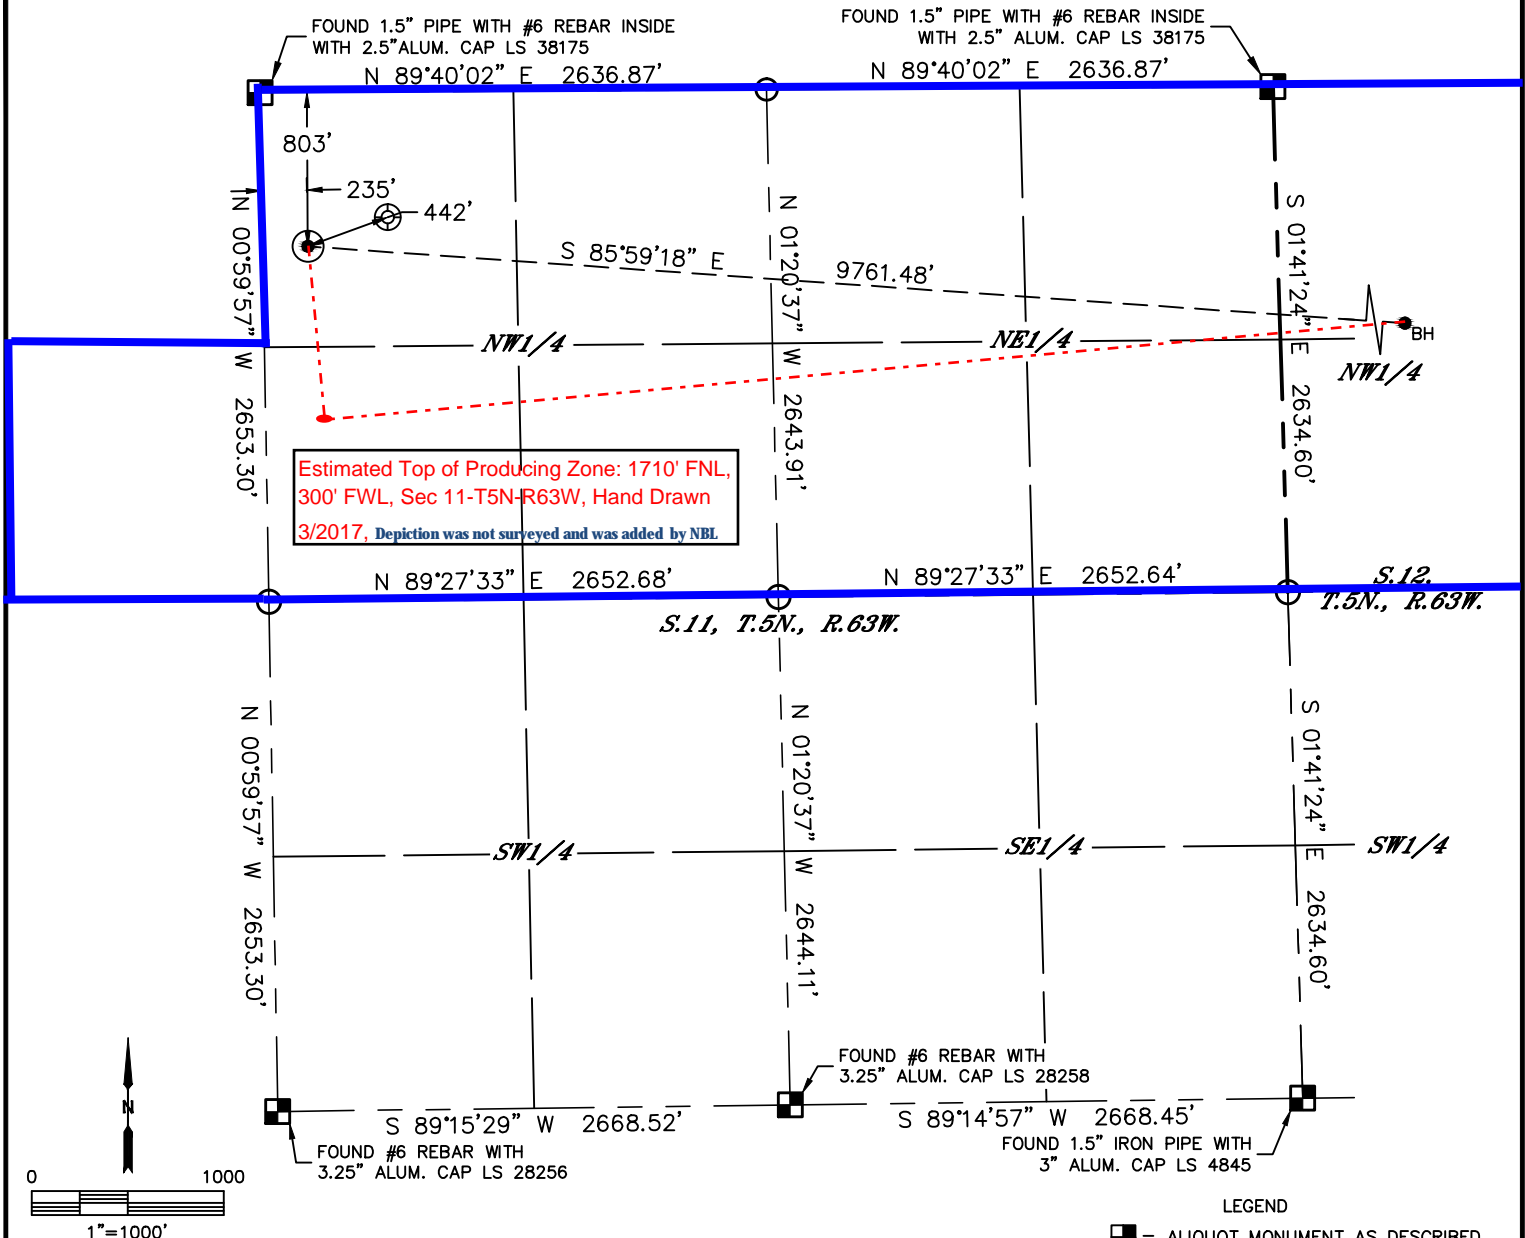 FOUND 1.5" PIPE WITH #6 REBAR INSIDE
WITH 2.5"ALUM. CAP LS 38175
FOUND 1.5" PIPE WITH #6 REBAR INSIDE
WITH 2.5" ALUM. CAP LS 38175
N 89°40'02" E 2636.87'
N 89°40'02" E 2636.87'
803'
235'
442'
N 00°59'57" W 2653.30'
S 85°59'18" E 9761.48'
N 01°20'37" W 2643.91'
S 01°41'24" E 2634.60'
BH
NW1/4
NE1/4
NW1/4
Estimated Top of Producing Zone: 1710' FNL,
300' FWL, Sec 11-T5N-R63W, Hand Drawn
3/2017, Depiction was not surveyed and was added by NBL
N 89°27'33" E 2652.68'
N 89°27'33" E 2652.64'
S.12.
T.5N., R.63W.
S.11, T.5N., R.63W.
N 00°59'57" W 2653.30'
N 01°20'37" W 2644.11'
S 01°41'24" E 2634.60'
SW1/4
SE1/4
SW1/4
FOUND #6 REBAR WITH
3.25" ALUM. CAP LS 28258
S 89°15'29" W 2668.52'
S 89°14'57" W 2668.45'
FOUND #6 REBAR WITH
3.25" ALUM. CAP LS 28256
FOUND 1.5" IRON PIPE WITH
3" ALUM. CAP LS 4845
N
0 1000
1"=1000'
LEGEND
= ALIQUOT MONUMENT AS DESCRIBED